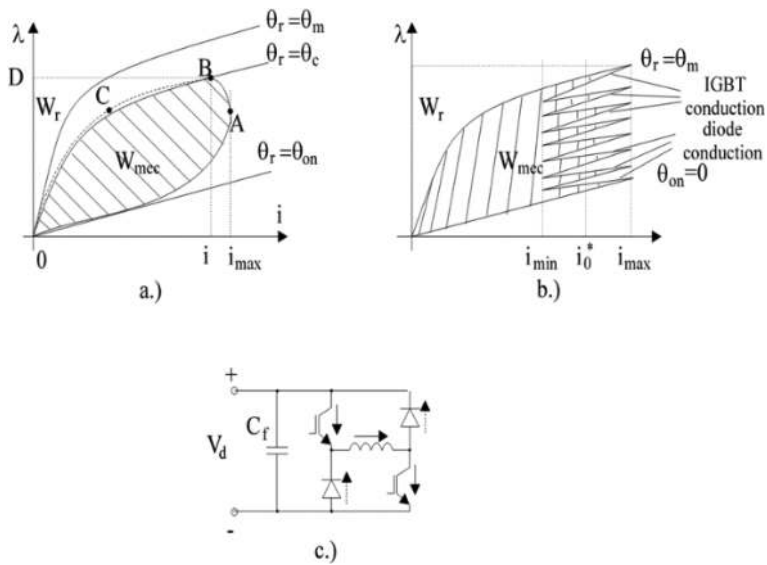 λ
θr=θm
θr=θc
D
B
Wr
C
A
Wmec
θr=θon
i
0
i
imax
a.)
λ
θr=θm
IGBT
conduction
diode
conduction
Wr
Wmec
θon=0
i
imin
i0*
imax
b.)
+
Cf
Vd
-
c.)